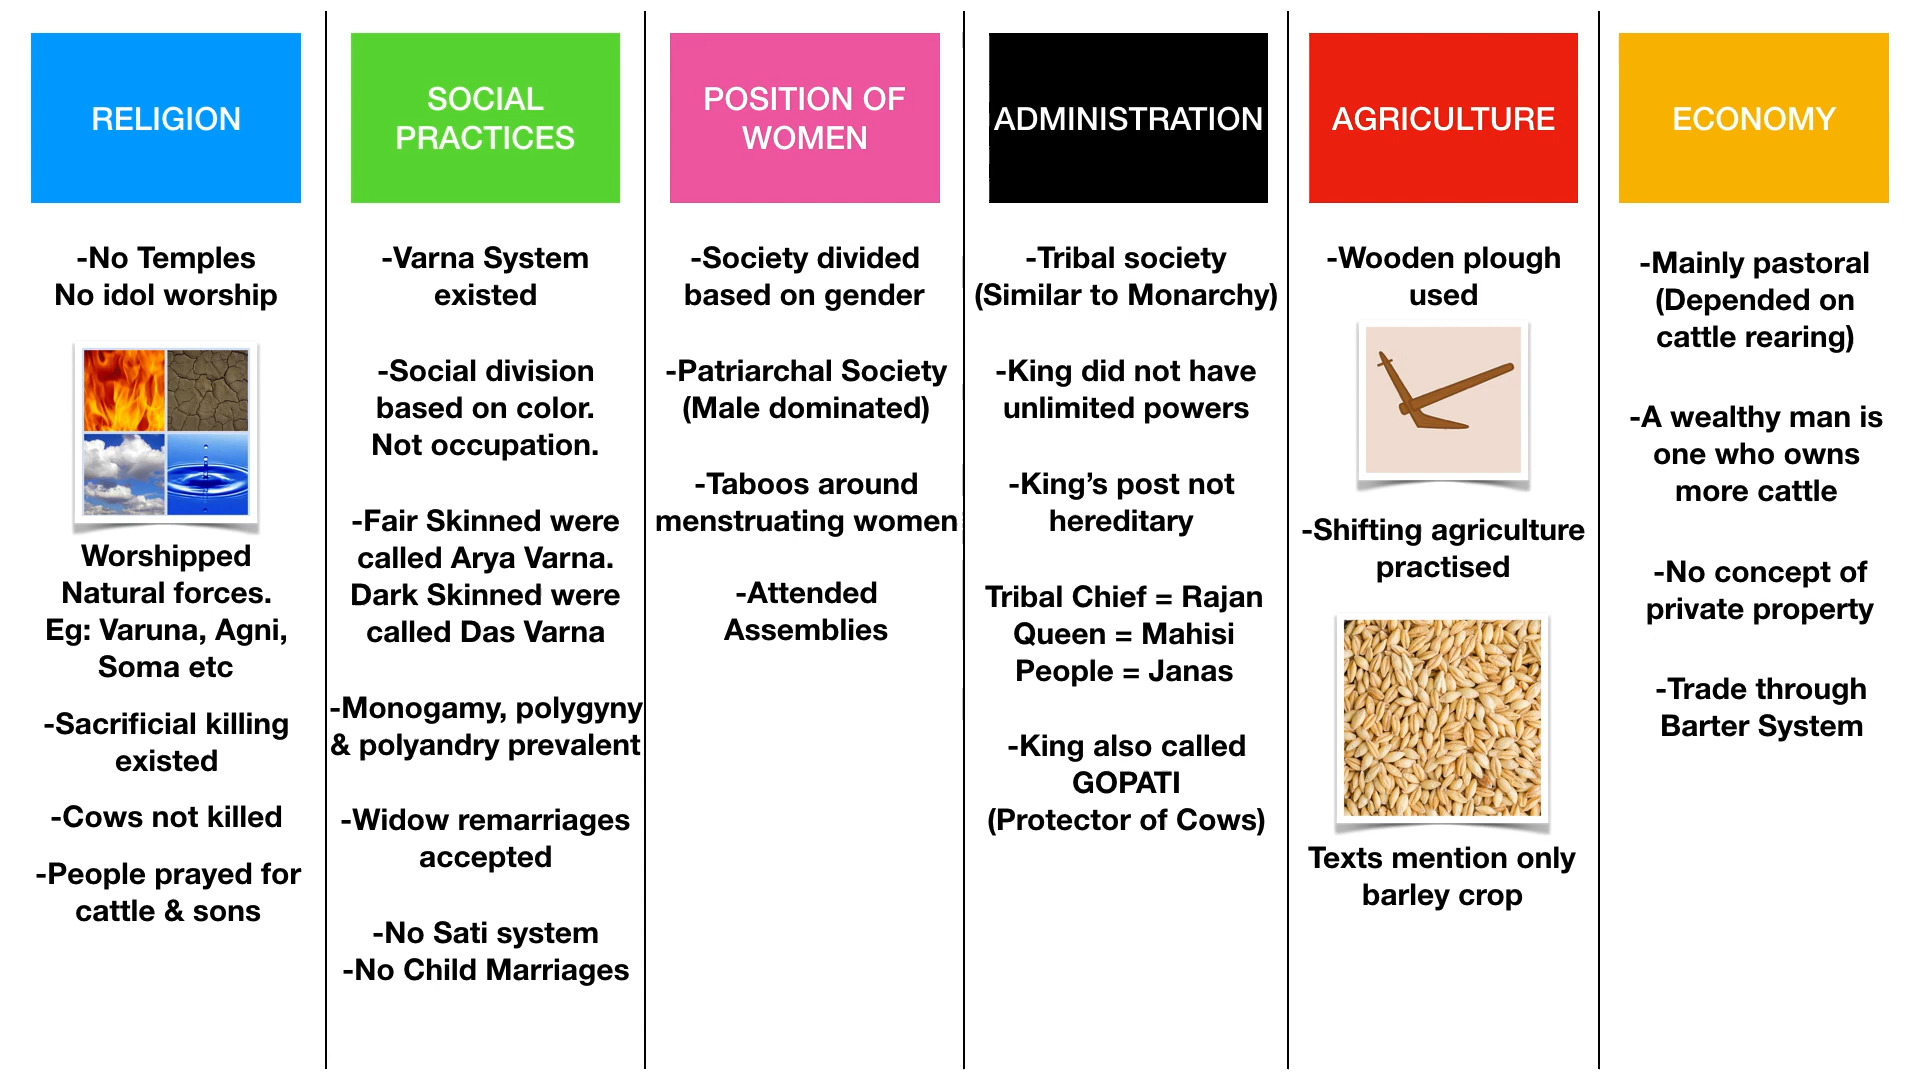 RELIGION
-No Temples
No idol worship
Worshipped
Natural forces.
Eg: Varuna, Agni,
Soma etc
-Sacrificial killing
existed
-Cows not killed
-People prayed for
cattle & sons
SOCIAL
PRACTICES
-Varna System
existed
-Social division
based on color.
Not occupation.
-Fair Skinned were
called Arya Varna.
Dark Skinned were
called Das Varna
-Monogamy, polygyny
& polyandry prevalent
-Widow remarriages
accepted
-No Sati system
-No Child Marriages
POSITION OF
WOMEN
-Society divided
based on gender
-Patriarchal Society
(Male dominated)
-Taboos around
menstruating women
-Attended
Assemblies
ADMINISTRATION
-Tribal society
(Similar to Monarchy)
-King did not have
unlimited powers
-King’s post not
hereditary
Tribal Chief = Rajan
Queen = Mahisi
People = Janas
-King also called
GOPATI
(Protector of Cows)
AGRICULTURE
-Wooden plough
used
-Shifting agriculture
practised
Texts mention only
barley crop
ECONOMY
-Mainly pastoral
(Depended on
cattle rearing)
-A wealthy man is
one who owns
more cattle
-No concept of
private property
-Trade through
Barter System